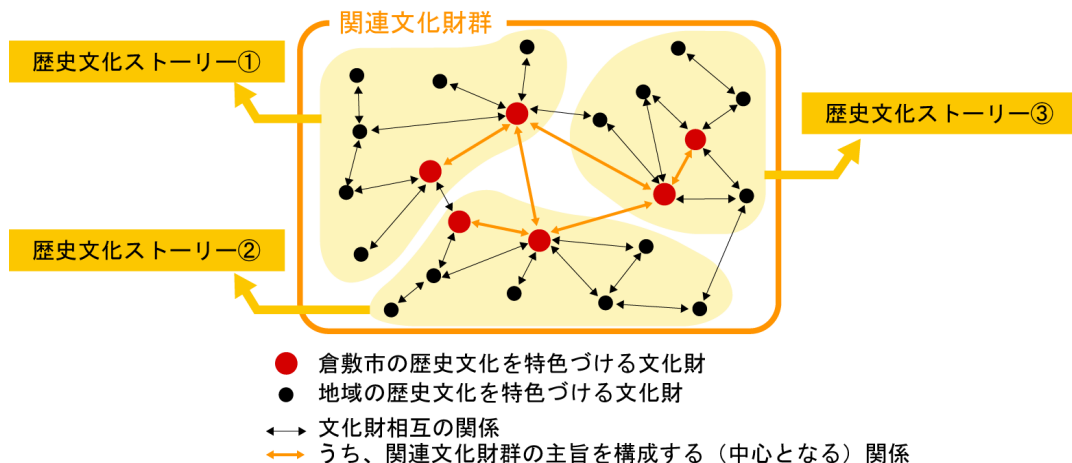 関連文化財群
歴史文化ストーリー①
歴史文化ストーリー③
歴史文化ストーリー②
倉敷市の歴史文化を特色づける文化財
地域の歴史文化を特色づける文化財
文化財相互の関係
うち、関連文化財群の主旨を構成する（中心となる）関係